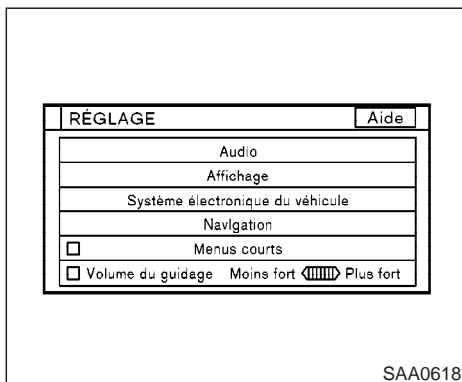 RÉGLAGE Aide
Audio
Affichage
Système électronique du véhicule
Navigation
Menus courts
Volume du guidage Moins fort Plus fort
SAA0618